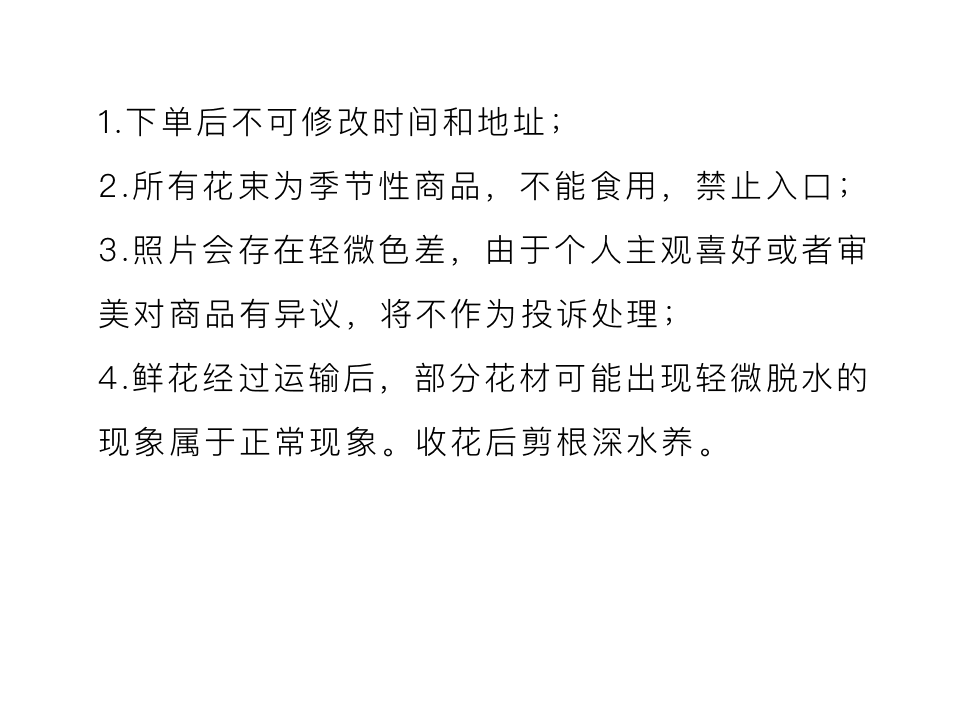 1.下单后不可修改时间和地址；
2.所有花束为季节性商品，不能食用，禁止入口；
3.照片会存在轻微色差，由于个人主观喜好或者审
美对商品有异议，将不作为投诉处理；
4.鲜花经过运输后，部分花材可能出现轻微脱水的
现象属于正常现象。收花后剪根深水养。